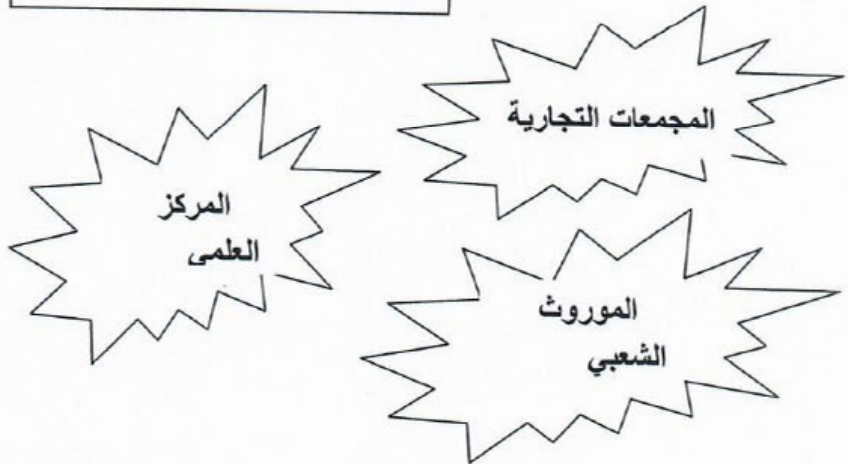 المجمعات التجارية
المركز
العلمى
الموروث
الشعبي